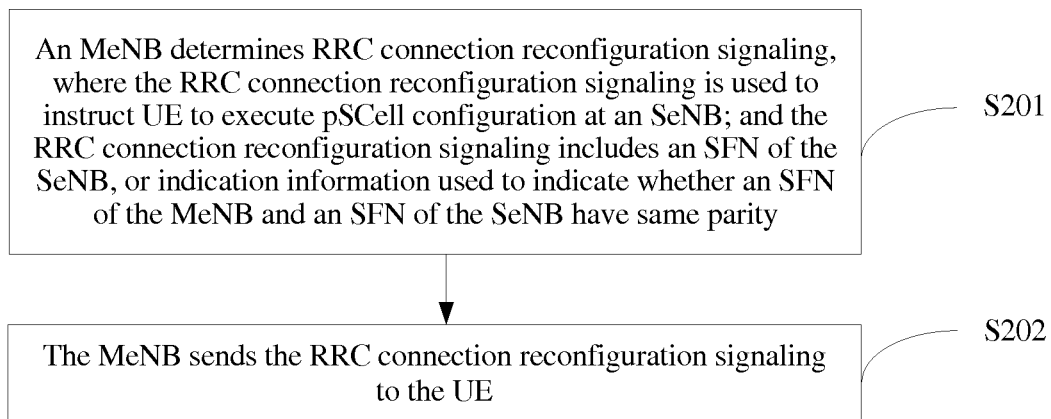 An MeNB determines RRC connection reconfiguration signaling,
where the RRC connection reconfiguration signaling is used to
instruct UE to execute pSCell configuration at an SeNB; and the
RRC connection reconfiguration signaling includes an SFN of the
SeNB, or indication information used to indicate whether an SFN
of the MeNB and an SFN of the SeNB have same parity
S201
The MeNB sends the RRC connection reconfiguration signaling
to the UE
S202